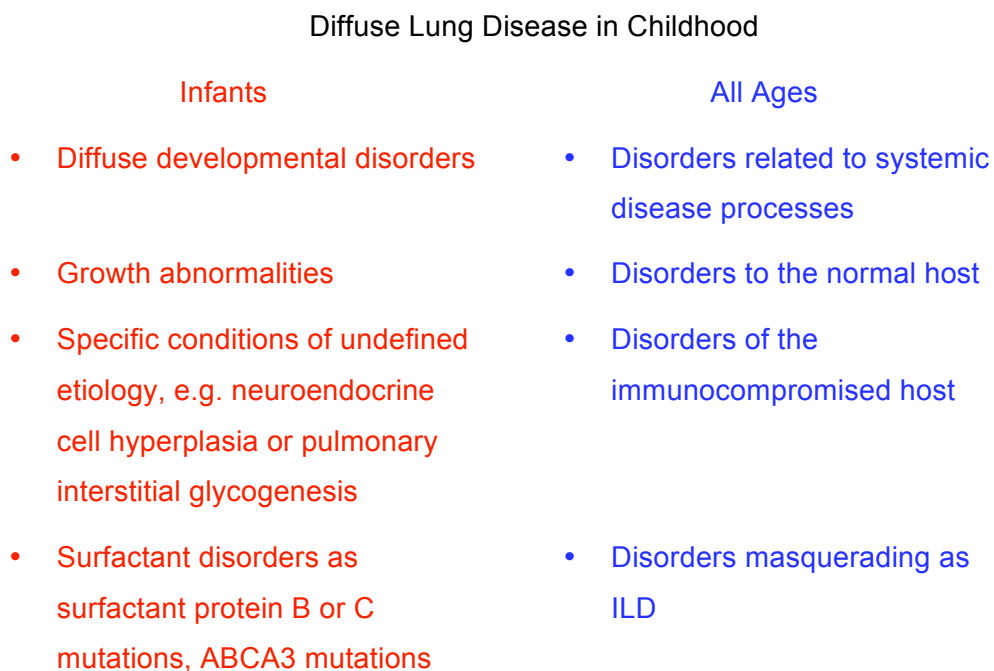 Diffuse Lung Disease in Childhood
Infants
All Ages
• Diffuse developmental disorders
• Disorders related to systemic
disease processes
• Growth abnormalities
• Disorders to the normal host
• Specific conditions of undefined
etiology, e.g. neuroendocrine
cell hyperplasia or pulmonary
interstitial glycogenesis
• Disorders of the
immunocompromised host
• Surfactant disorders as
surfactant protein B or C
mutations, ABCA3 mutations
• Disorders masquerading as
ILD